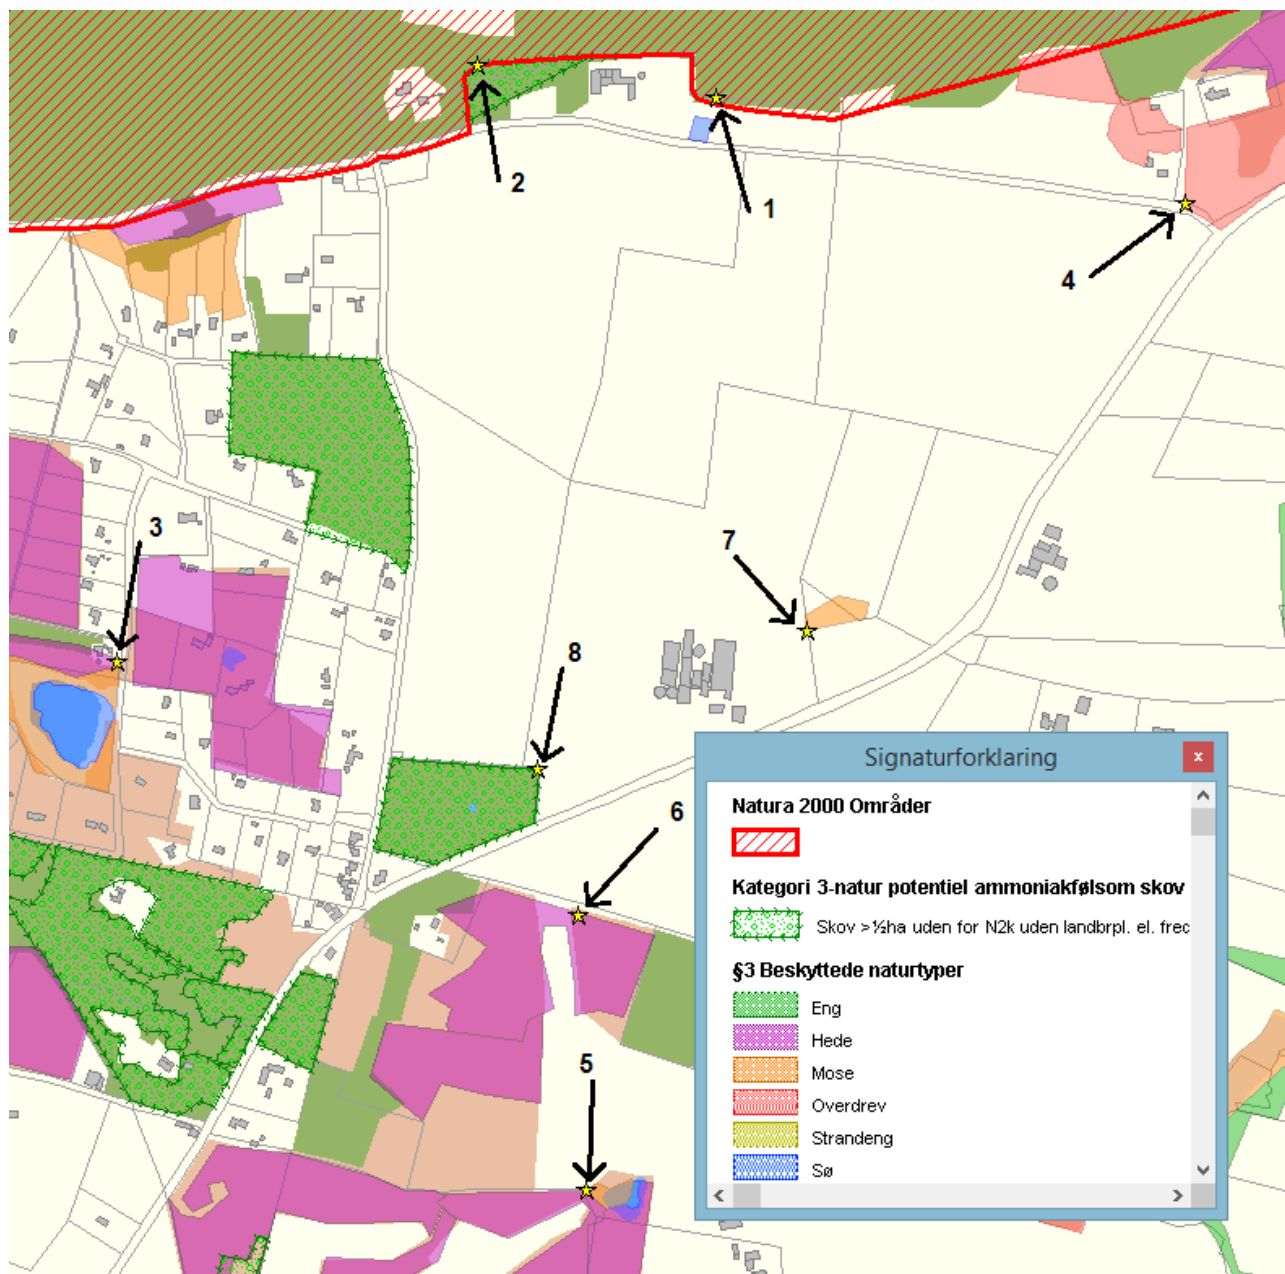 2
1
4
3
7
8
6
5
Signaturforklaring
x
Natura 2000 Områder
Kategori 3-natur potentiel ammoniakfølsom skov
Skov >½ha uden for N2k uden landbrpl. el. frec
§3 Beskyttede naturtyper
Eng
Hede
Mose
Overdrev
Strandeng
Sø